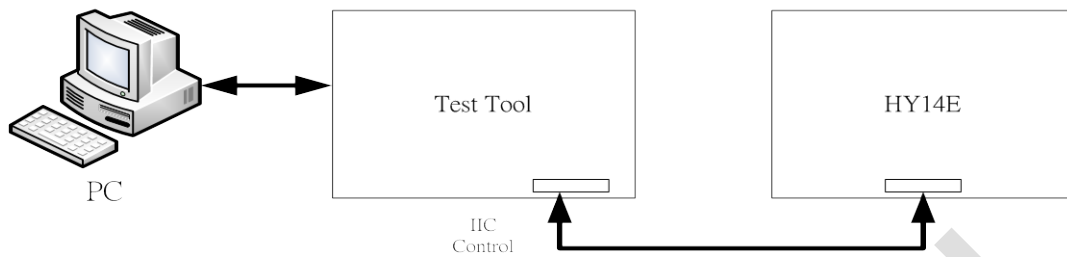 Test Tool
HY14E
PC
IIC
Control